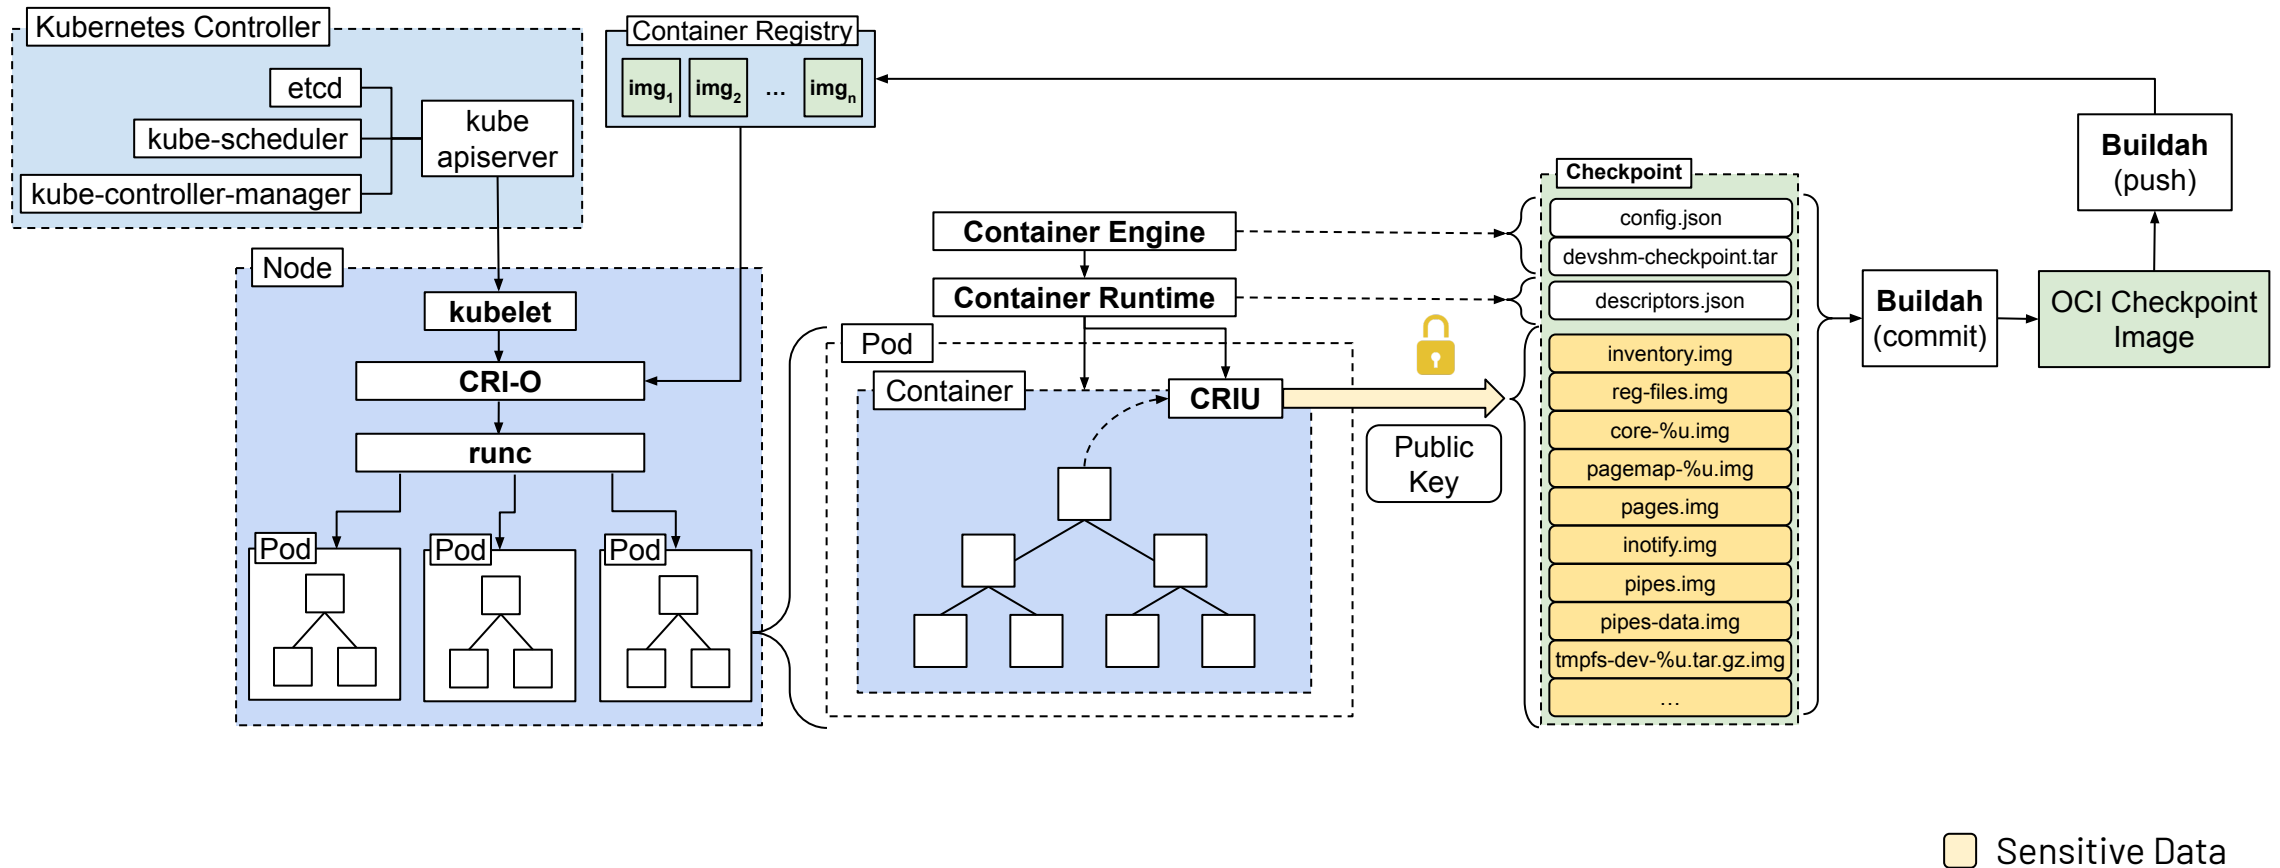 Kubernetes Controller
etcd
kube-scheduler
kube-controller-manager
kube
apiserver
Container Registry
img1
img2
...
imgn
Node
kubelet
CRI-O
runc
Pod
Pod
Pod
Container Engine
Container Runtime
Pod
Container
CRIU
Public
Key
Checkpoint
config.json
devshm-checkpoint.tar
descriptors.json
inventory.img
reg-files.img
core-%u.img
pagemap-%u.img
pages.img
inotify.img
pipes.img
pipes-data.img
tmpfs-dev-%u.tar.gz.img
...
Buildah
(commit)
OCI Checkpoint
Image
Buildah
(push)
Sensitive Data